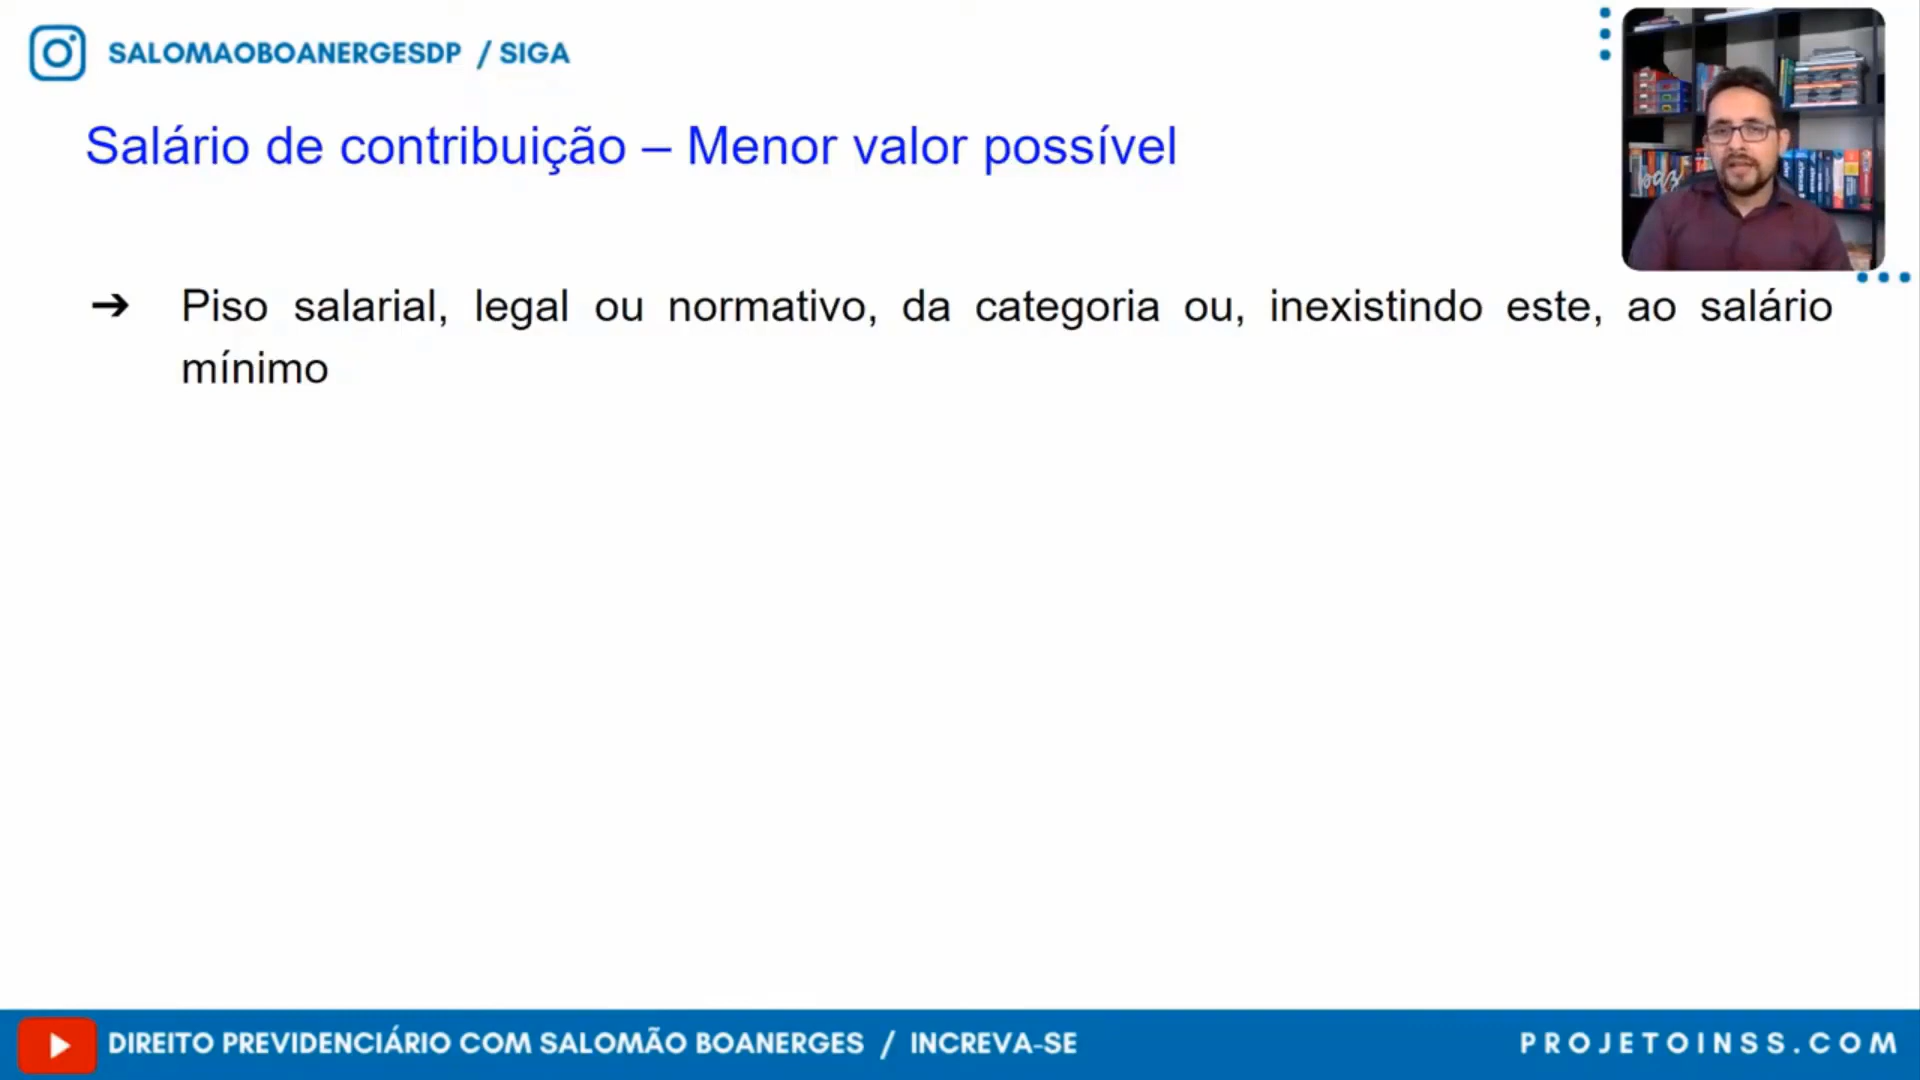 SALOMAOBOANERGESDP / SIGA
Salário de contribuição – Menor valor possível
➔ Piso salarial, legal ou normativo, da categoria ou, inexistindo este, ao salário
mínimo
DIREITO PREVIDENCIÁRIO COM SALOMÃO BOANERGES / INCREVA-SE
PROJETOINSS.COM